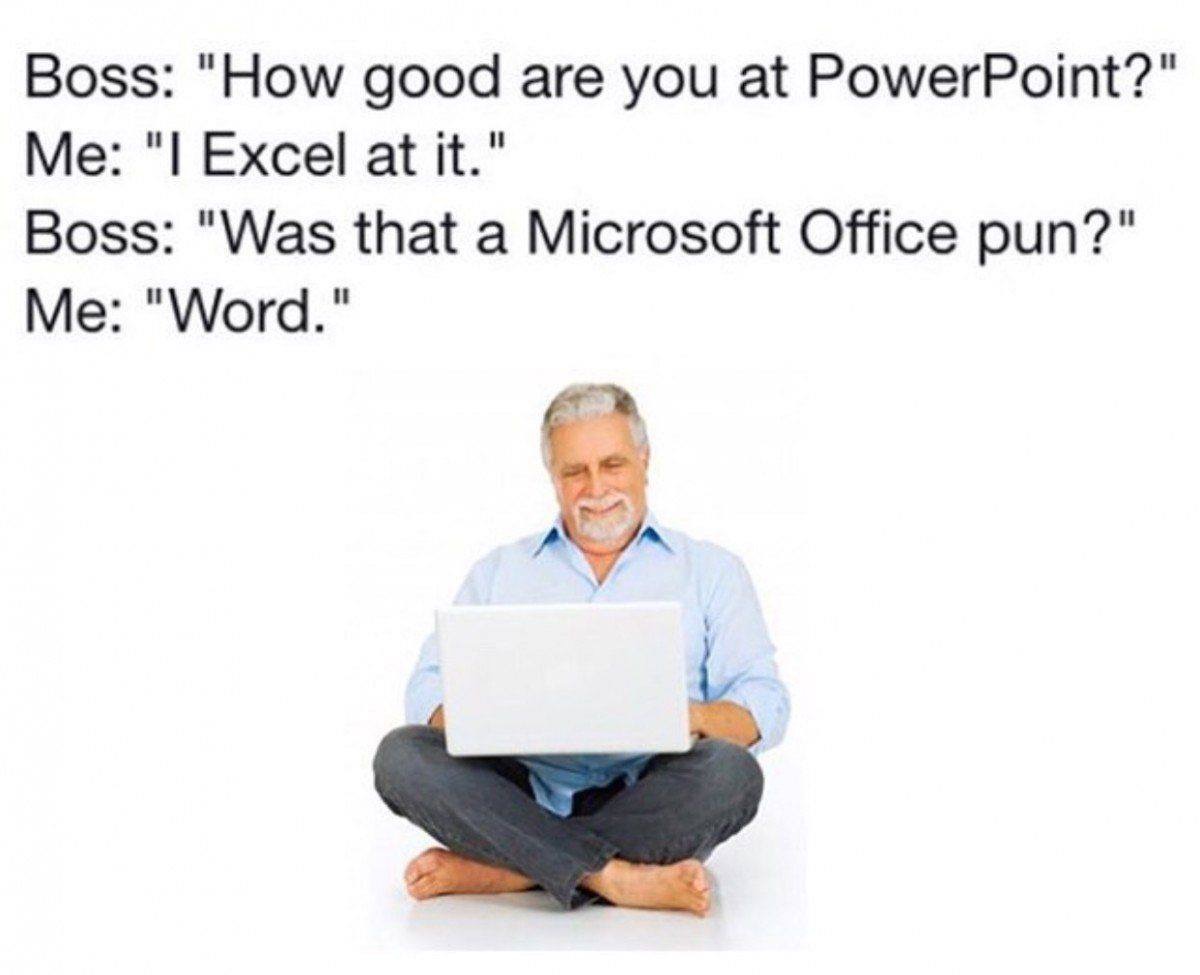 Boss: "How good are you at PowerPoint?"
Me: "I Excel at it."
Boss: "Was that a Microsoft Office pun?"
Me: "Word."